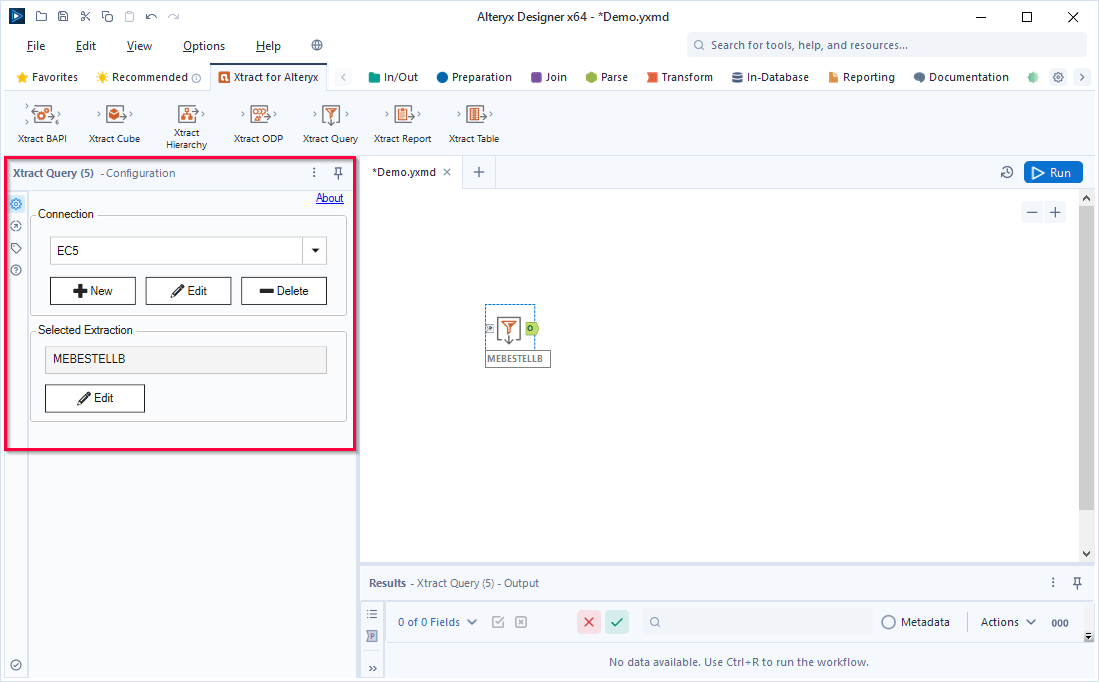 Alteryx Designer x64 - *Demo.yxmd
File Edit View Options Help
Search for tools, help, and resources...
Favorites Recommended Xtract for Alteryx In/Out Preparation Join Parse Transform In-Database Reporting Documentation
Xtract BAPI
Xtract Cube
Xtract
Hierarchy
Xtract ODP
Xtract Query
Xtract Report
Xtract Table
Xtract Query (5) - Configuration
About
Connection
EC5
New Edit Delete
Selected Extraction
MEBESTELLB
Edit
*Demo.yxmd
Run
MEBESTELLB
Results - Xtract Query (5) - Output
0 of 0 Fields
Metadata
Actions
000
No data available. Use Ctrl+R to run the workflow.